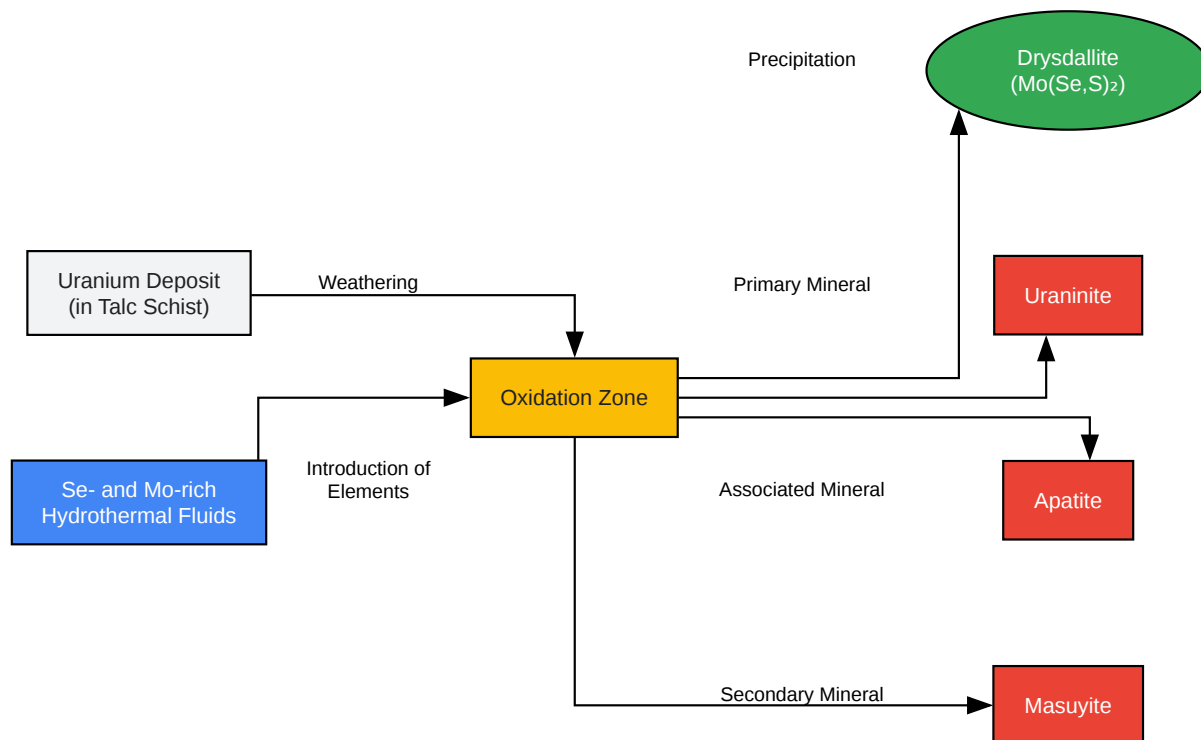 Precipitation
Drysdallite
(Mo(Se,S)₂)
Uranium Deposit
(in Talc Schist)
Weathering
Primary Mineral
Uraninite
Oxidation Zone
Se- and Mo-rich
Hydrothermal Fluids
Introduction of
Elements
Associated Mineral
Apatite
Secondary Mineral
Masuyite